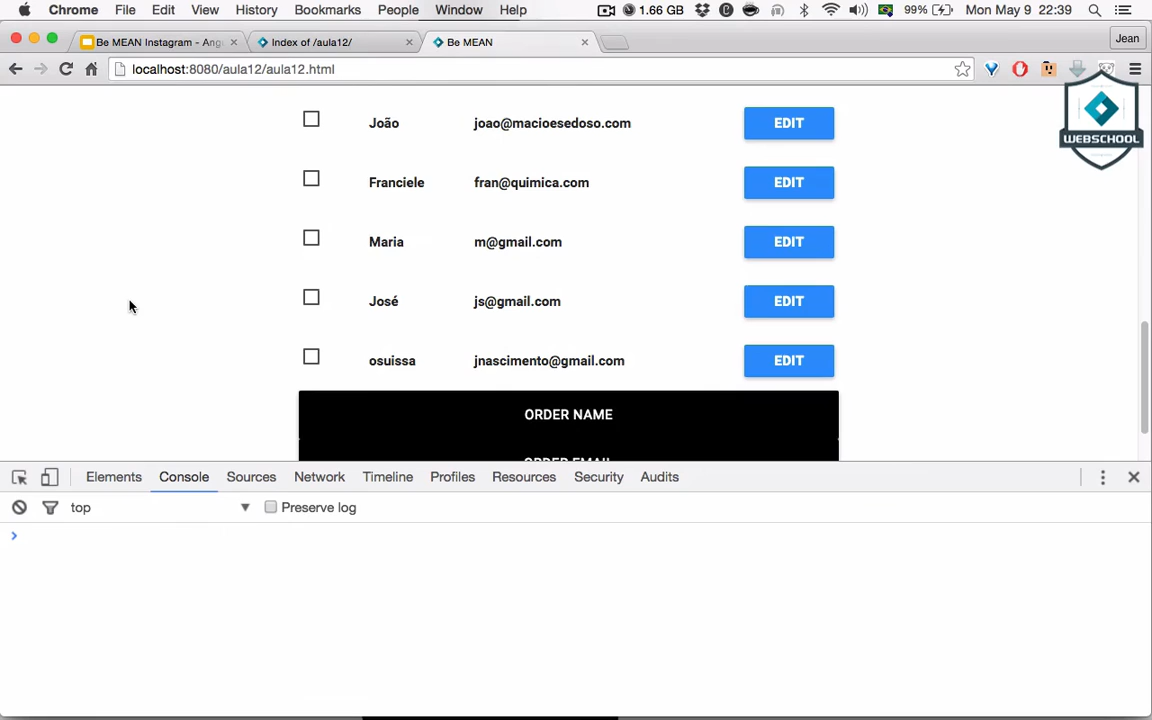 Chrome File Edit View History Bookmarks People Window Help 1.66 GB 99% Mon May 9 22:39
Be MEAN Instagram - Ang Index of /aula12/ Be MEAN Jean
localhost:8080/aula12/aula12.html
WEBSCHOOL
João joao@macioesedoso.com EDIT
Franciele fran@quimica.com EDIT
Maria m@gmail.com EDIT
José js@gmail.com EDIT
osuissa jnascimento@gmail.com EDIT
ORDER NAME
ORDER EMAIL
Elements Console Sources Network Timeline Profiles Resources Security Audits
top Preserve log